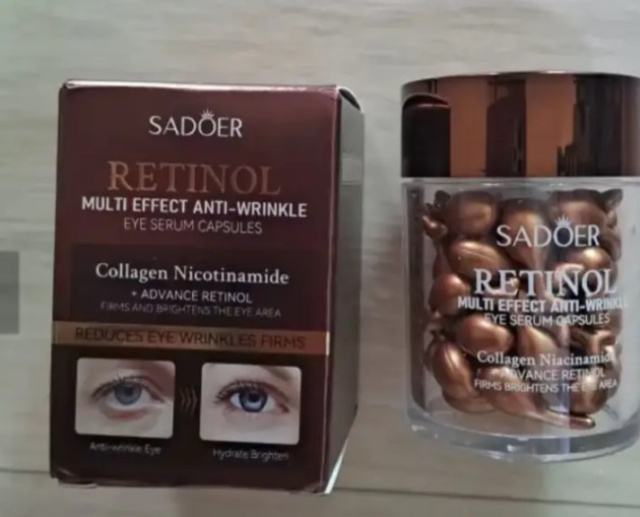 SADOER
RETINOL
MULTI EFFECT ANTI-WRINKLE
EYE SERUM CAPSULES
Collagen Nicotinamide
+ ADVANCE RETINOL
FIRMS AND BRIGHTENS THE EYE AREA
REDUCES EYE WRINKLES FIRMS
Anti-wrinkle Eye
Hydrate Brighten
SADOER
RETINOL
MULTI EFFECT ANTI-WRINKLE
EYE SERUM CAPSULES
Collagen Niacinamide
+ ADVANCE RETINOL
FIRMS BRIGHTENS THE EYE AREA